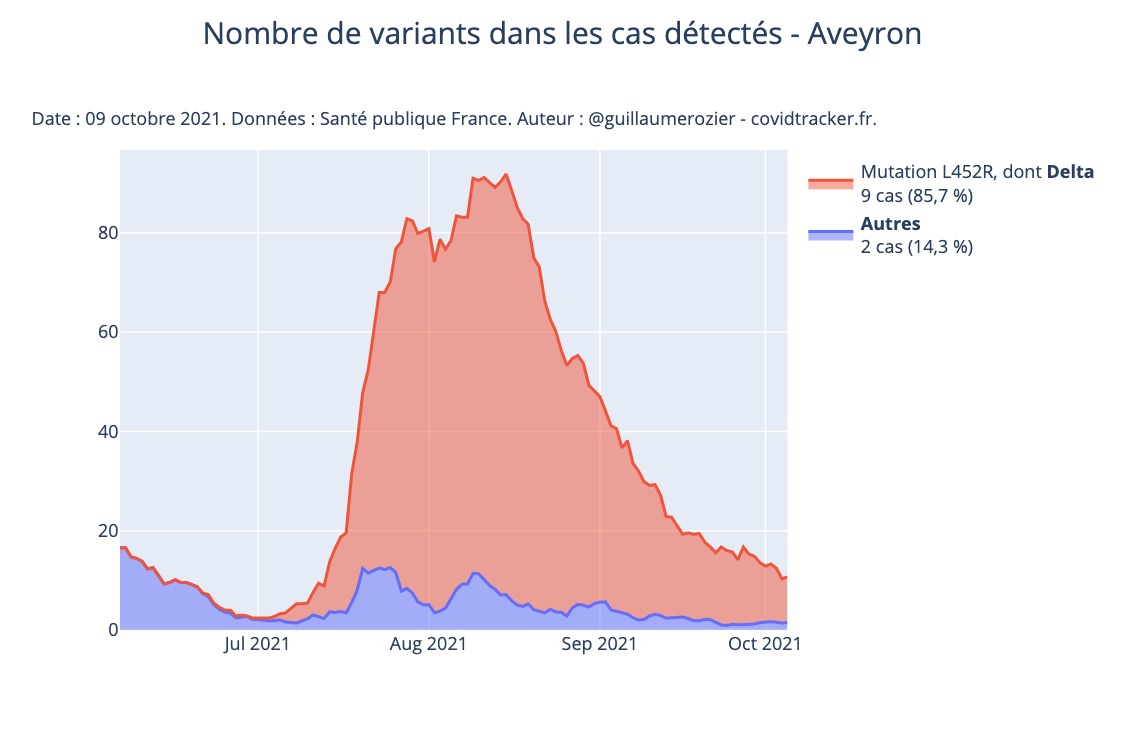 Nombre de variants dans les cas détectés - Aveyron
Date : 09 octobre 2021. Données : Santé publique France. Auteur : @guillaumerozier - covidtracker.fr.
Mutation L452R, dont Delta
9 cas (85,7 %)
Autres
2 cas (14,3 %)
80
60
40
20
0
Jul 2021
Aug 2021
Sep 2021
Oct 2021